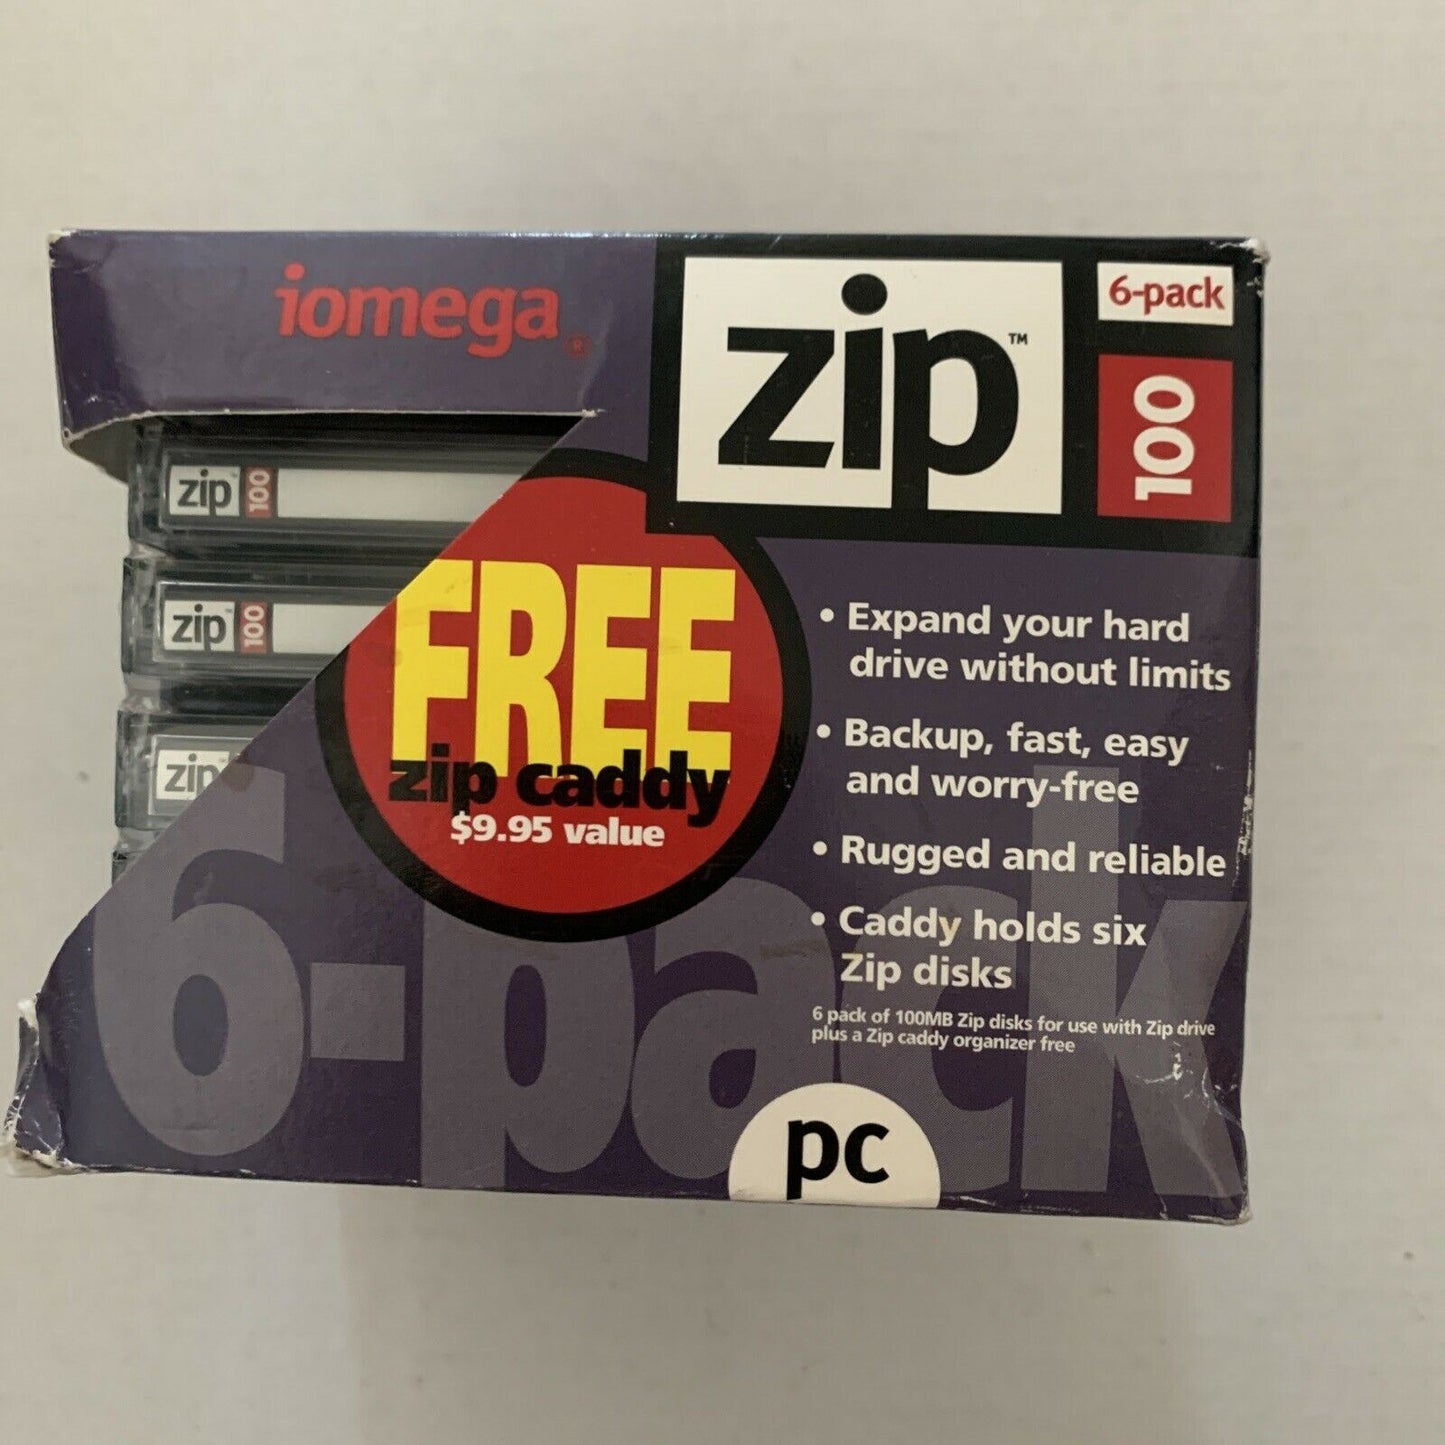 iomega®
zip™
6-pack
100
zip 100
zip 100
zip
FREE
zip caddy
$9.95 value
• Expand your hard
drive without limits
• Backup, fast, easy
and worry-free
• Rugged and reliable
• Caddy holds six
Zip disks
6 pack of 100MB Zip disks for use with Zip drive
plus a Zip caddy organizer free
6-pack
pc